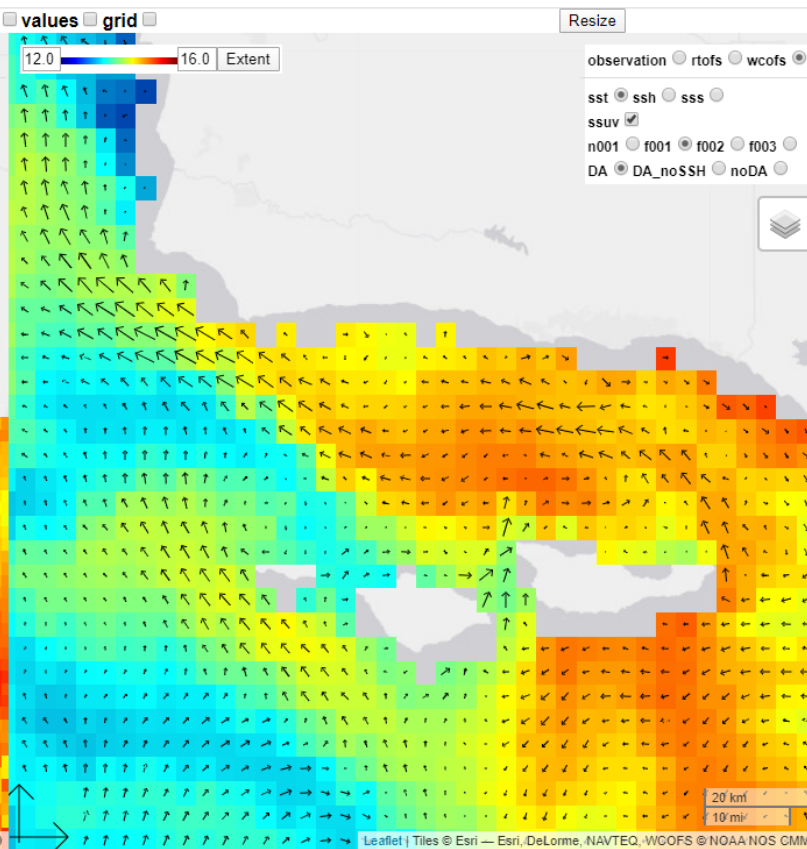 values grid
Resize
12.0 16.0 Extent
observation rtofs wcofs
sst ssh sss
ssuv
n001 f001 f002 f003
DA DA_noSSH noDA
20 km
10 mi
Leaflet | Tiles © Esri — Esri, DeLorme, NAVTEQ, WCOFS © NOAA NOS CMM